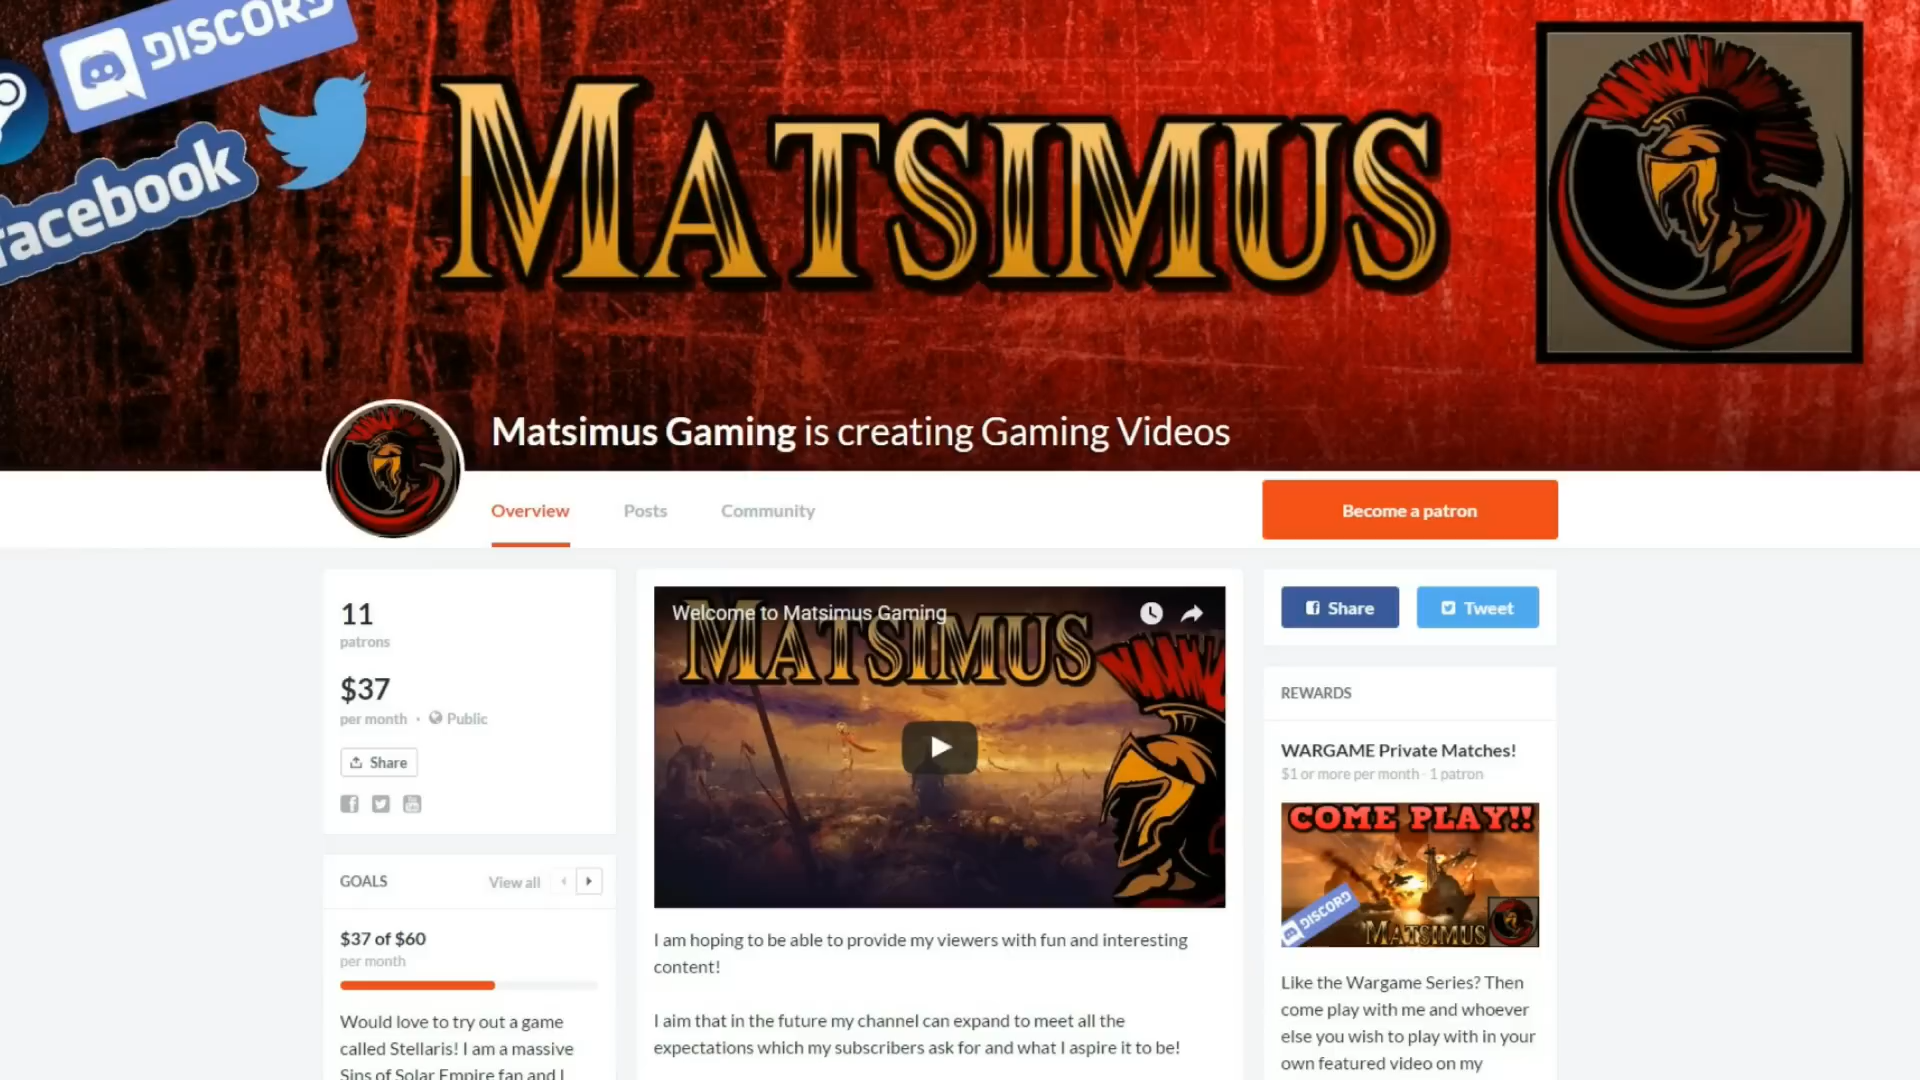 DISCORD
facebook
MATSIMUS
Matsimus Gaming is creating Gaming Videos
Overview
Posts
Community
Become a patron
11
patrons
$37
per month · Public
Share
GOALS
View all
$37 of $60
per month
Would love to try out a game
called Stellaris! I am a massive
Sins of Solar Empire fan and I
Welcome to Matsimus Gaming
MATSIMUS
I am hoping to be able to provide my viewers with fun and interesting
content!
I aim that in the future my channel can expand to meet all the
expectations which my subscribers ask for and what I aspire it to be!
Share
Tweet
REWARDS
WARGAME Private Matches!
$1 or more per month · 1 patron
COME PLAY!!
DISCORD
MATSIMUS
Like the Wargame Series? Then
come play with me and whoever
else you wish to play with in your
own featured video on my